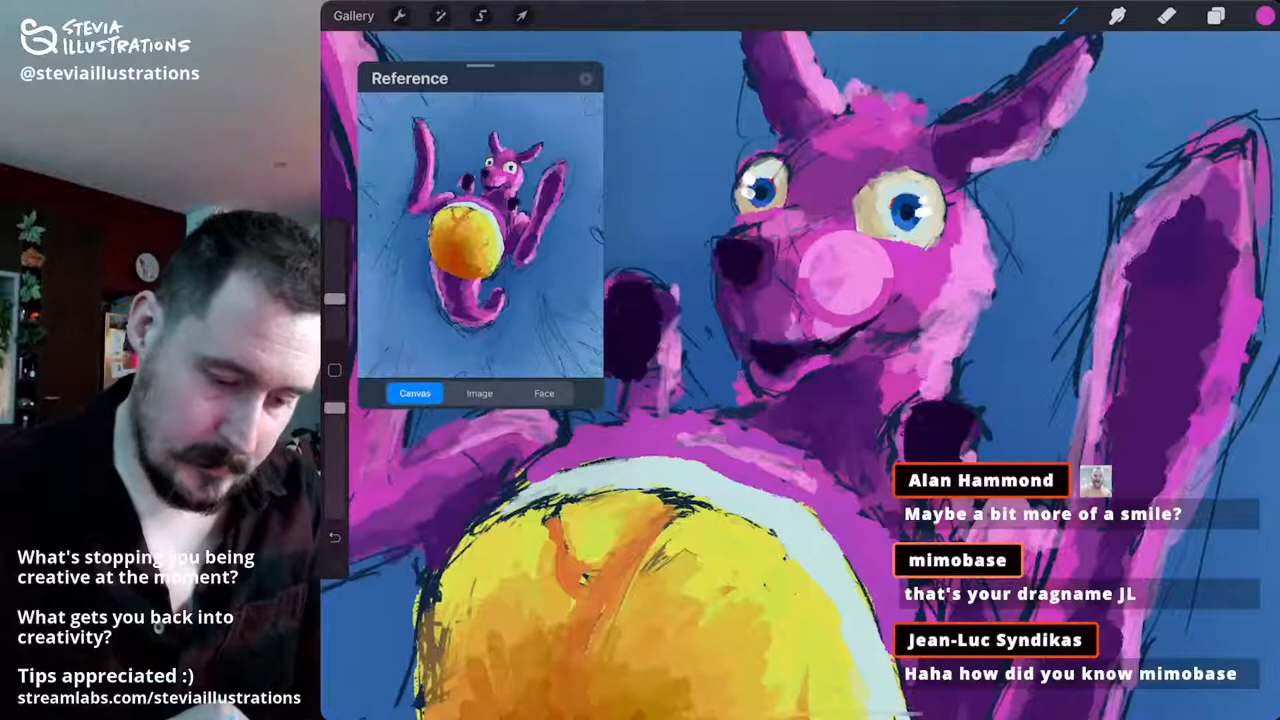 STEVIA
ILLUSTRATIONS
@steviaillustrations
Gallery
Reference
Canvas
Image
Face
Alan Hammond
Maybe a bit more of a smile?
mimobase
that's your dragname JL
Jean-Luc Syndikas
Haha how did you know mimobase
What's stopping you being
creative at the moment?
What gets you back into
creativity?
Tips appreciated :)
streamlabs.com/steviaillustrations